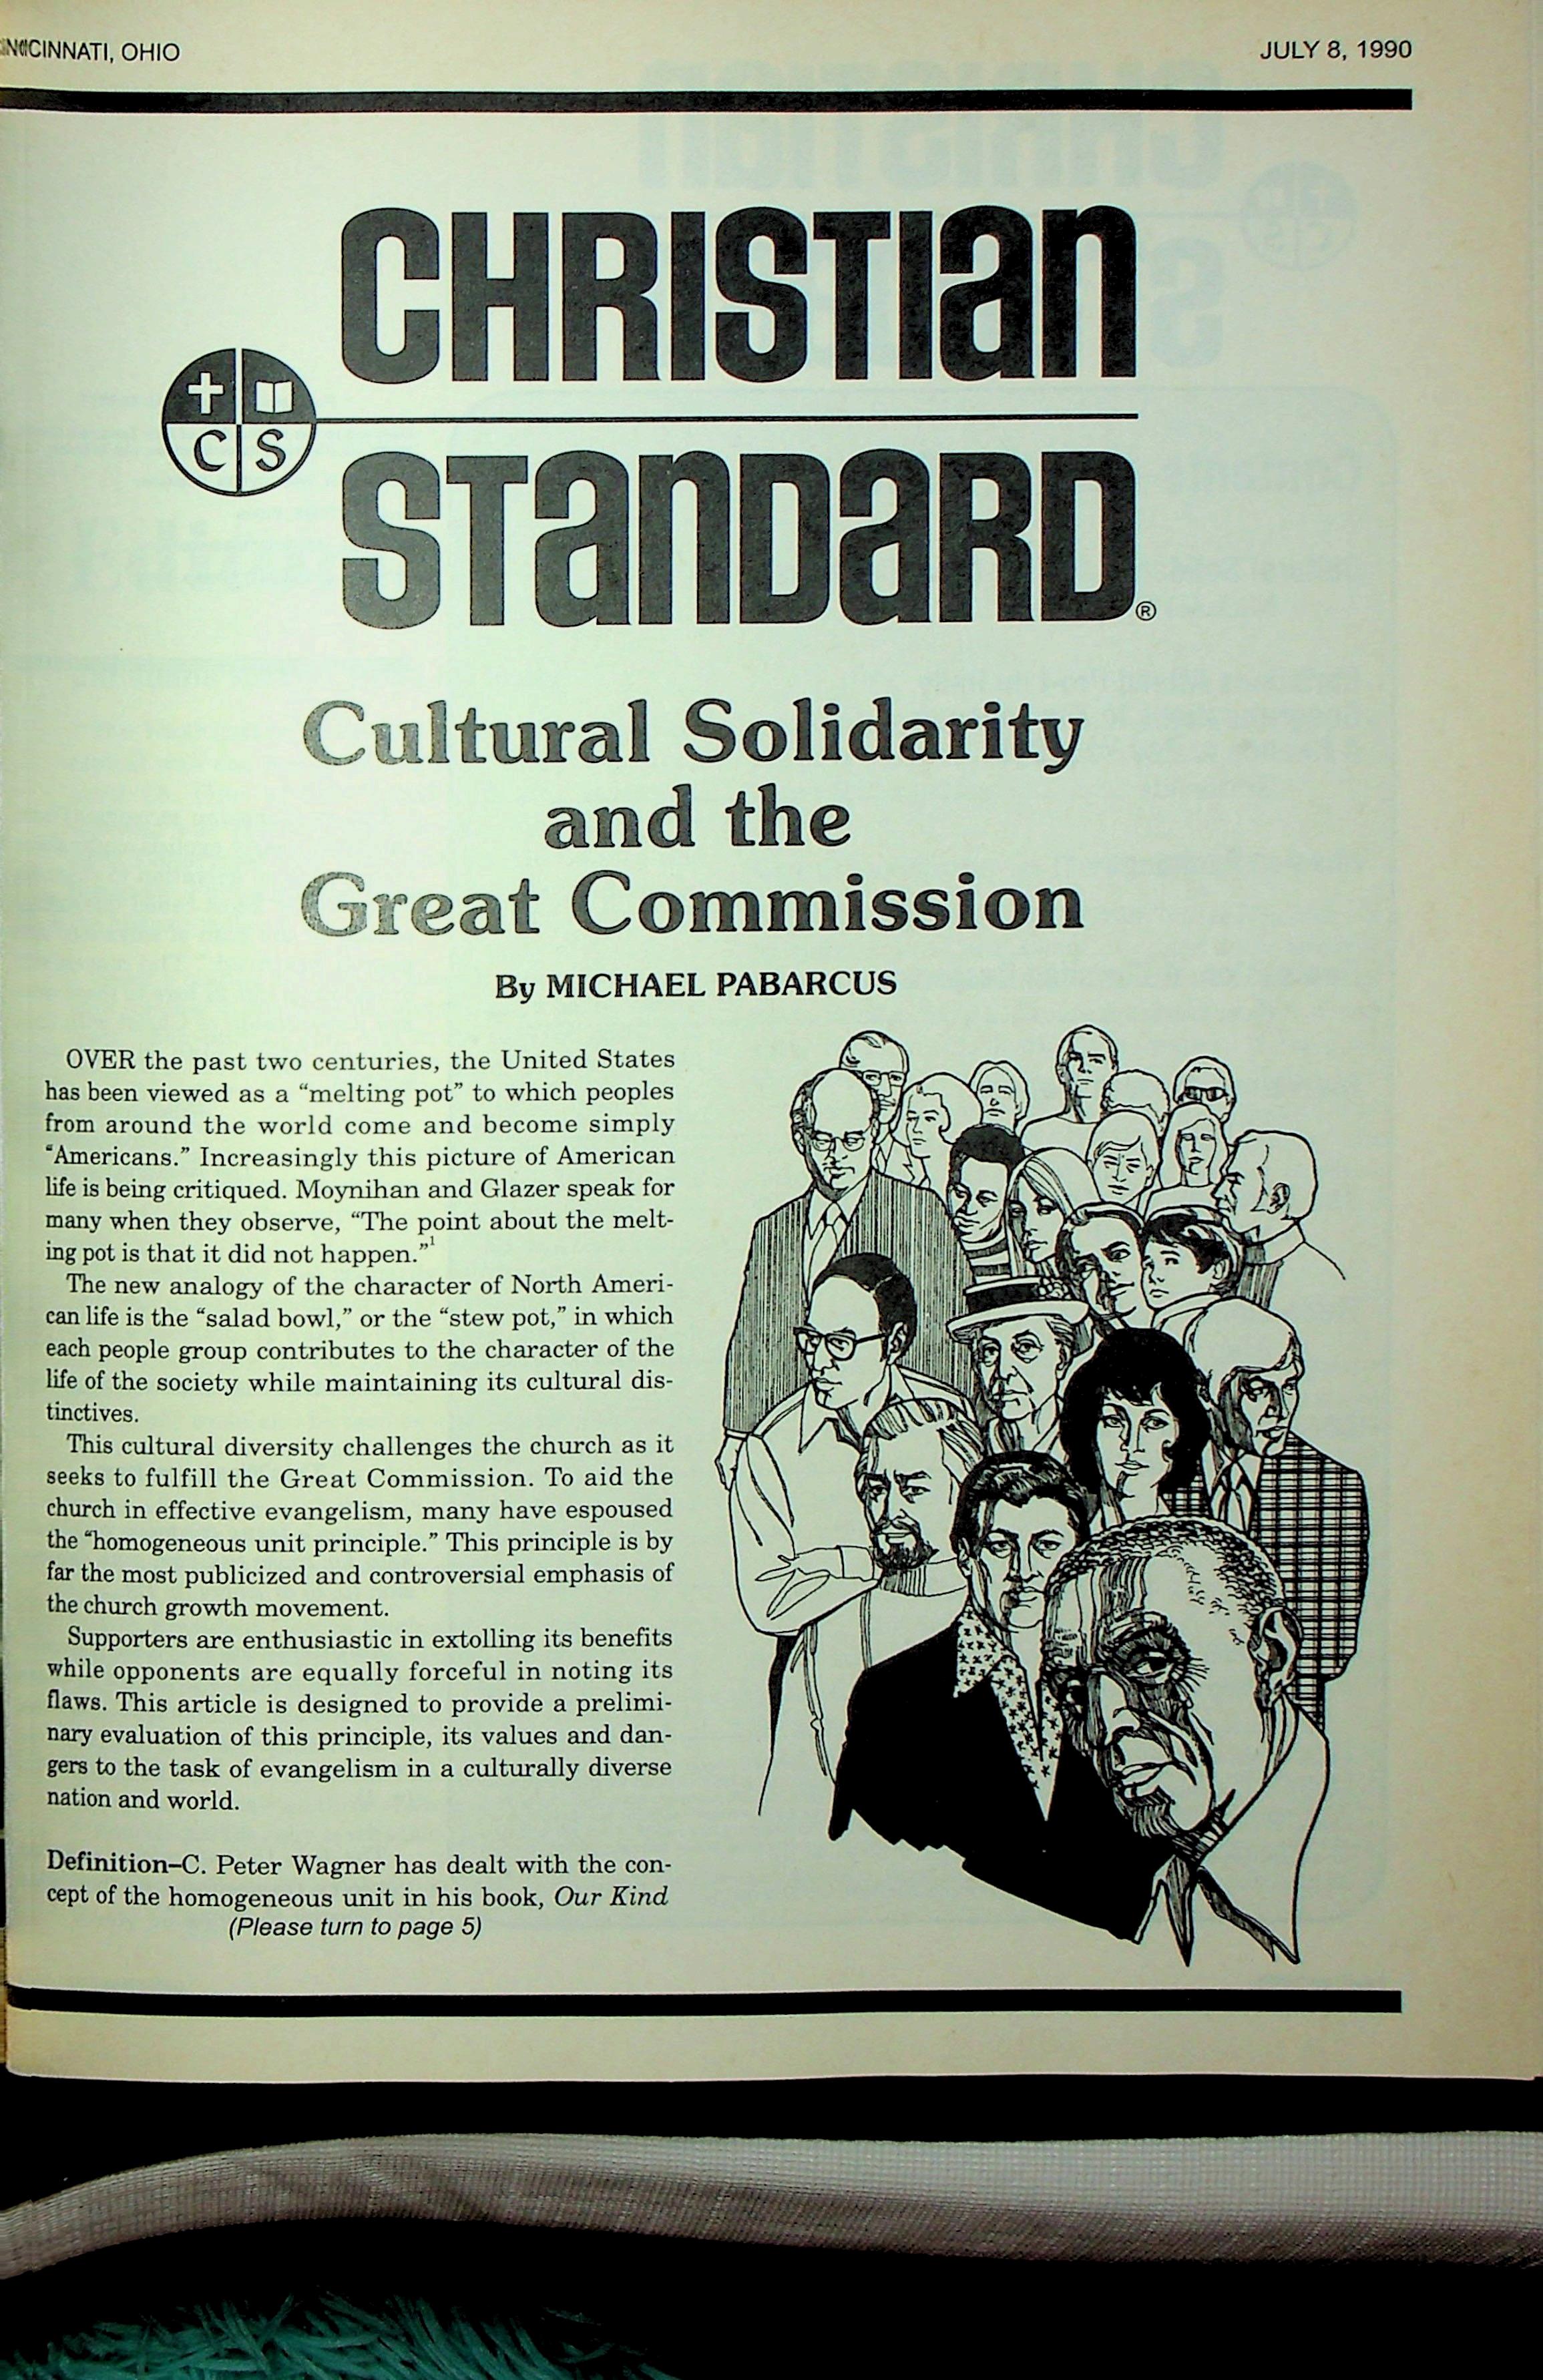 CINCINNATI, OHIO
JULY 8, 1990
CHRISTIAN
C S
STANDARD®
Cultural Solidarity
and the
Great Commission
By MICHAEL PABARCUS
OVER the past two centuries, the United States
has been viewed as a “melting pot” to which peoples
from around the world come and become simply
“Americans.” Increasingly this picture of American
life is being critiqued. Moynihan and Glazer speak for
many when they observe, “The point about the melt-
ing pot is that it did not happen.”¹
The new analogy of the character of North Ameri-
can life is the “salad bowl,” or the “stew pot,” in which
each people group contributes to the character of the
life of the society while maintaining its cultural dis-
tinctives.
This cultural diversity challenges the church as it
seeks to fulfill the Great Commission. To aid the
church in effective evangelism, many have espoused
the “homogeneous unit principle.” This principle is by
far the most publicized and controversial emphasis of
the church growth movement.
Supporters are enthusiastic in extolling its benefits
while opponents are equally forceful in noting its
flaws. This article is designed to provide a prelimi-
nary evaluation of this principle, its values and dan-
gers to the task of evangelism in a culturally diverse
nation and world.
Definition–C. Peter Wagner has dealt with the con-
cept of the homogeneous unit in his book, Our Kind
(Please turn to page 5)